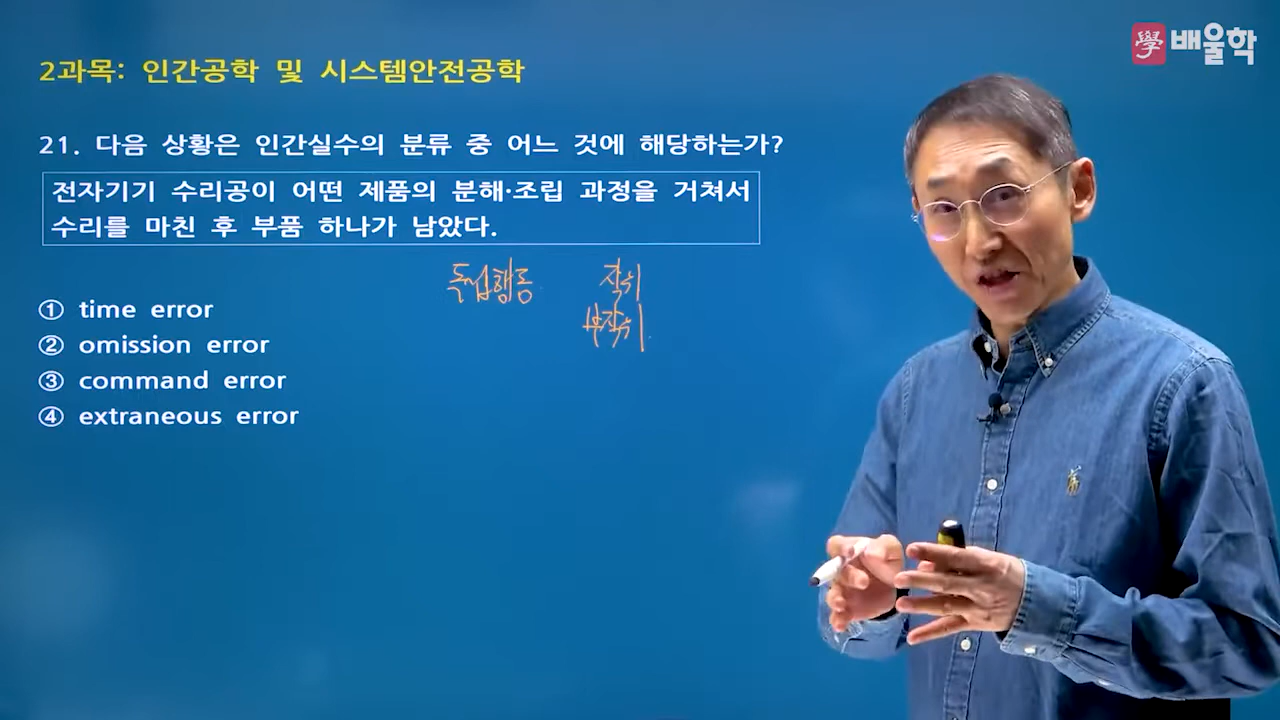 學 배울학
2과목: 인간공학 및 시스템안전공학
21. 다음 상황은 인간실수의 분류 중 어느 것에 해당하는가?
전자기기 수리공이 어떤 제품의 분해·조립 과정을 거쳐서
수리를 마친 후 부품 하나가 남았다.
독립행동 작위
부작위
① time error
② omission error
③ command error
④ extraneous error